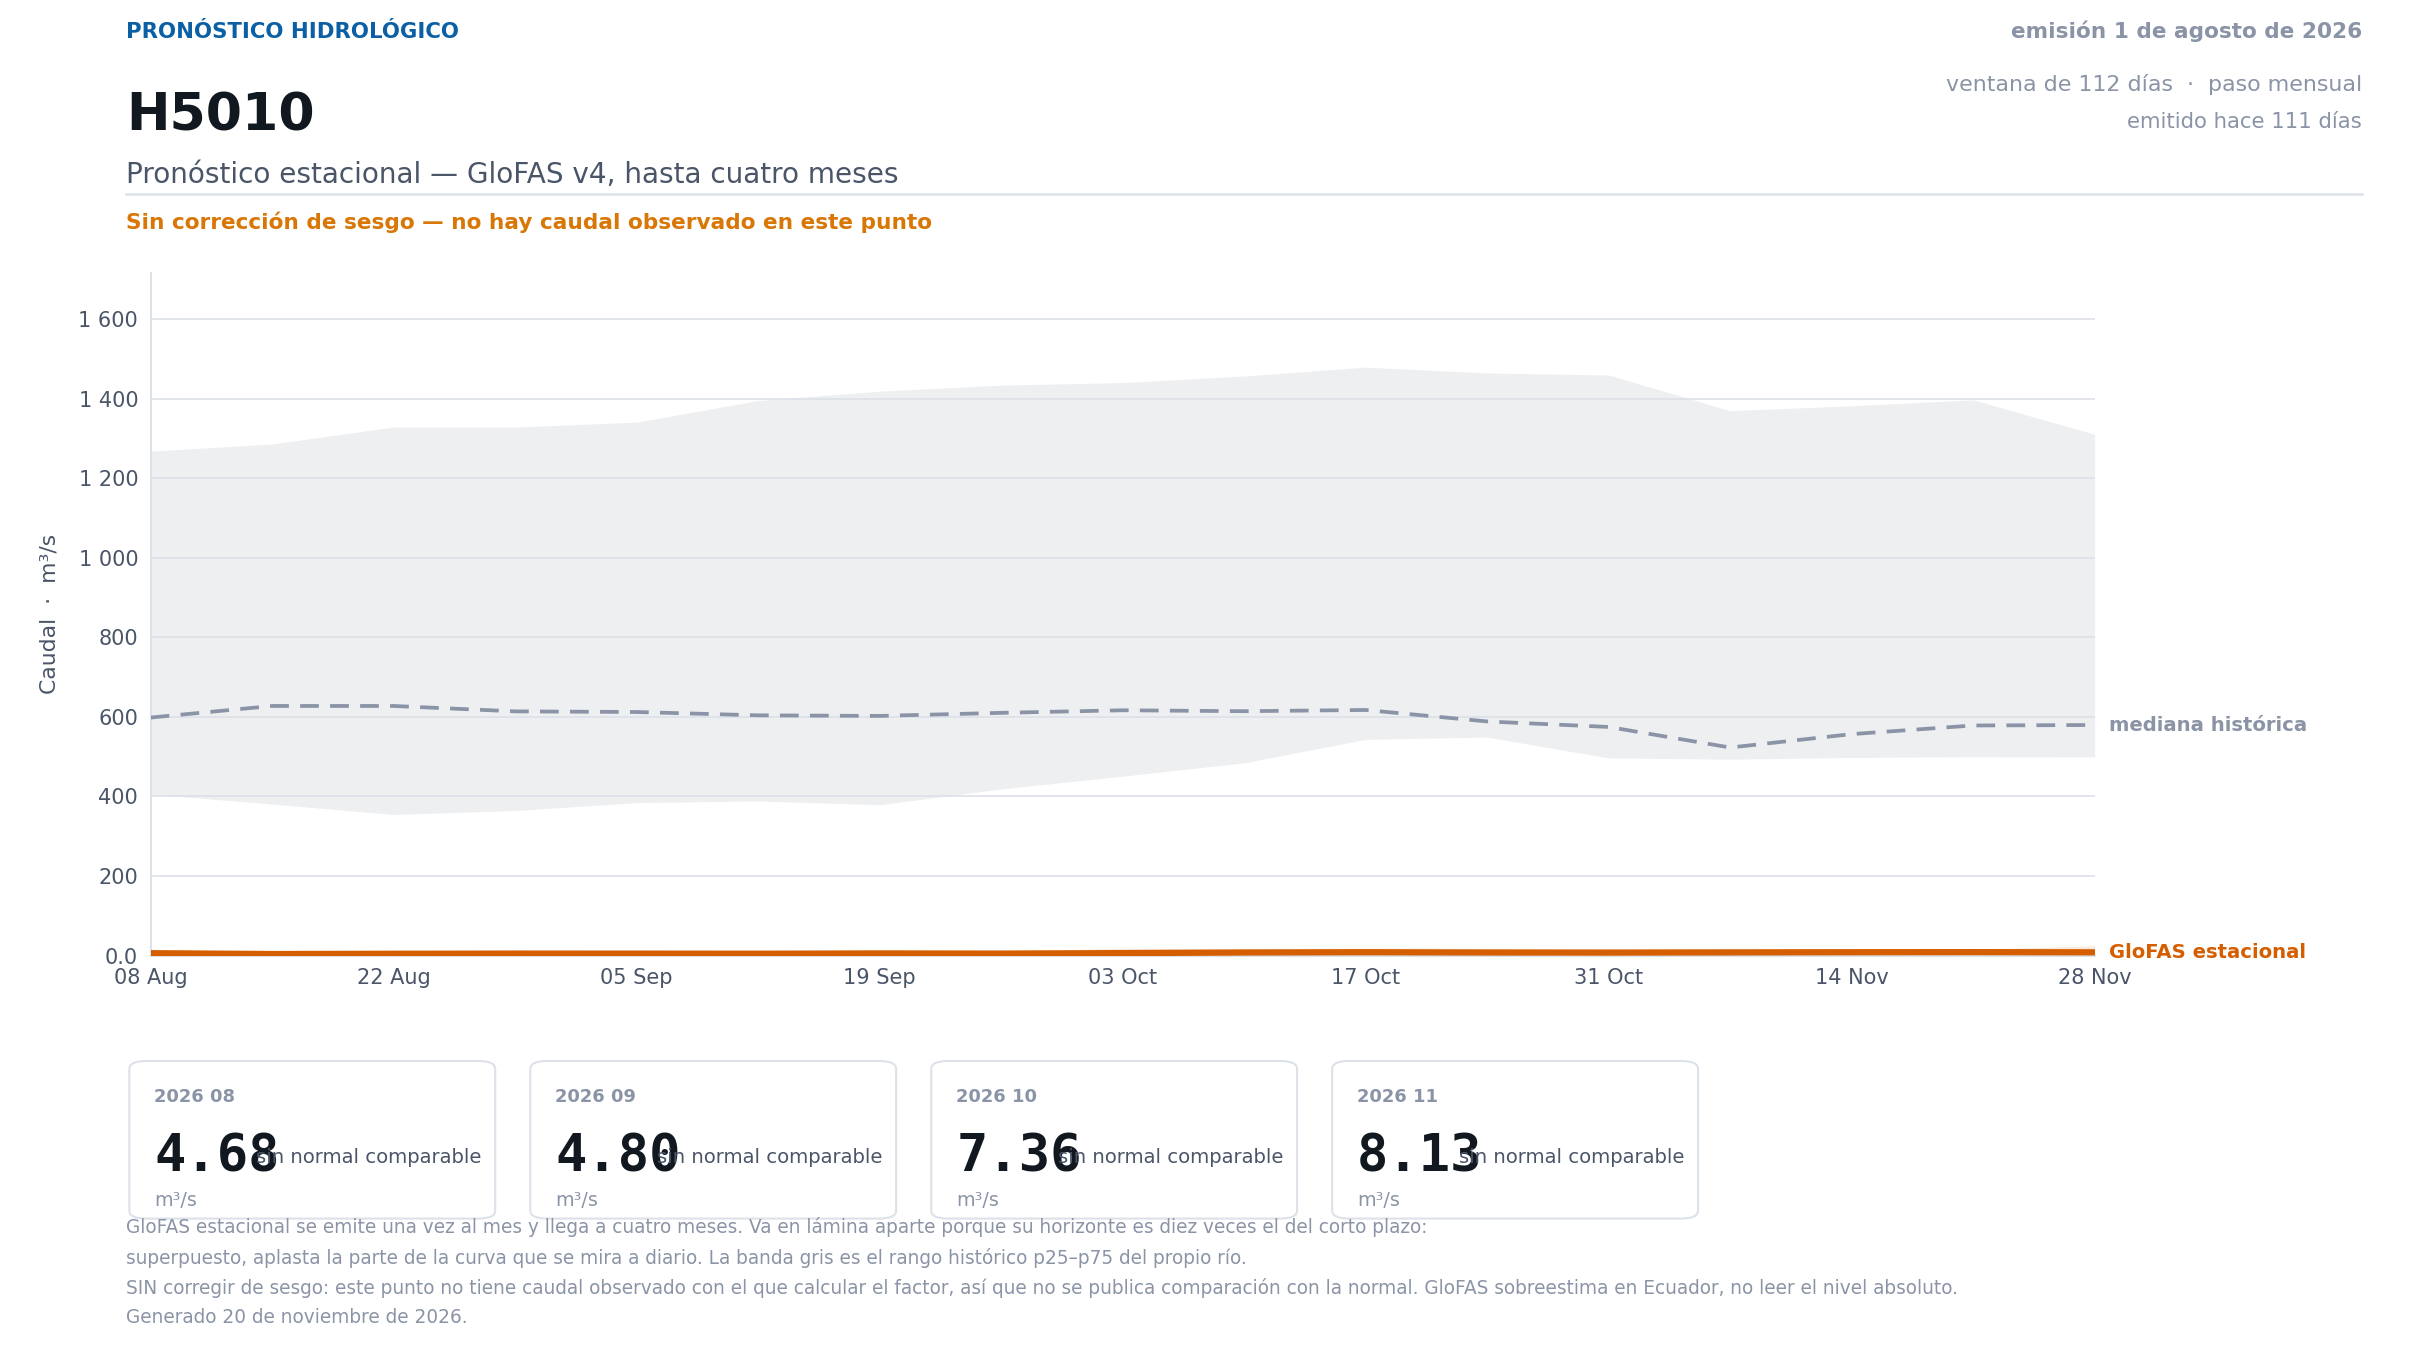 PRONÓSTICO HIDROLÓGICO
emisión 1 de agosto de 2026
H5010
ventana de 112 días · paso mensual
emitido hace 111 días
Pronóstico estacional — GloFAS v4, hasta cuatro meses
Sin corrección de sesgo — no hay caudal observado en este punto
Caudal · m³/s
1 600
1 400
1 200
1 000
800
600
400
200
0.0
mediana histórica
GloFAS estacional
08 Aug
22 Aug
05 Sep
19 Sep
03 Oct
17 Oct
31 Oct
14 Nov
28 Nov
2026 08
4.68 sin normal comparable
m³/s
2026 09
4.80 sin normal comparable
m³/s
2026 10
7.36 sin normal comparable
m³/s
2026 11
8.13 sin normal comparable
m³/s
GloFAS estacional se emite una vez al mes y llega a cuatro meses. Va en lámina aparte porque su horizonte es diez veces el del corto plazo:
superpuesto, aplasta la parte de la curva que se mira a diario. La banda gris es el rango histórico p25–p75 del propio río.
SIN corregir de sesgo: este punto no tiene caudal observado con el que calcular el factor, así que no se publica comparación con la normal. GloFAS sobreestima en Ecuador, no leer el nivel absoluto.
Generado 20 de noviembre de 2026.